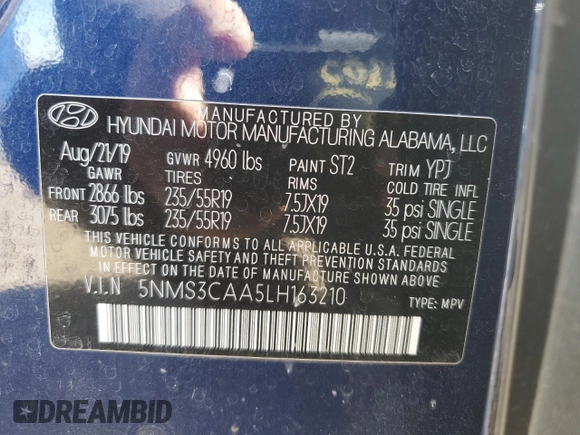 MANUFACTURED BY
HYUNDAI MOTOR MANUFACTURING ALABAMA, LLC
Aug/21/19 GVWR 4960 lbs PAINT ST2 TRIM YPJ
GAWR TIRES RIMS COLD TIRE INFL
FRONT 2866 lbs 235/55R19 7.5JX19 35 psi SINGLE
REAR 3075 lbs 235/55R19 7.5JX19 35 psi SINGLE
THIS VEHICLE CONFORMS TO ALL APPLICABLE U.S.A. FEDERAL
MOTOR VEHICLE SAFETY AND THEFT PREVENTION STANDARDS
IN EFFECT ON THE DATE OF MANUFACTURE SHOWN ABOVE.
V.I.N 5NMS3CAA5LH163210
TYPE: MPV
DREAMBID